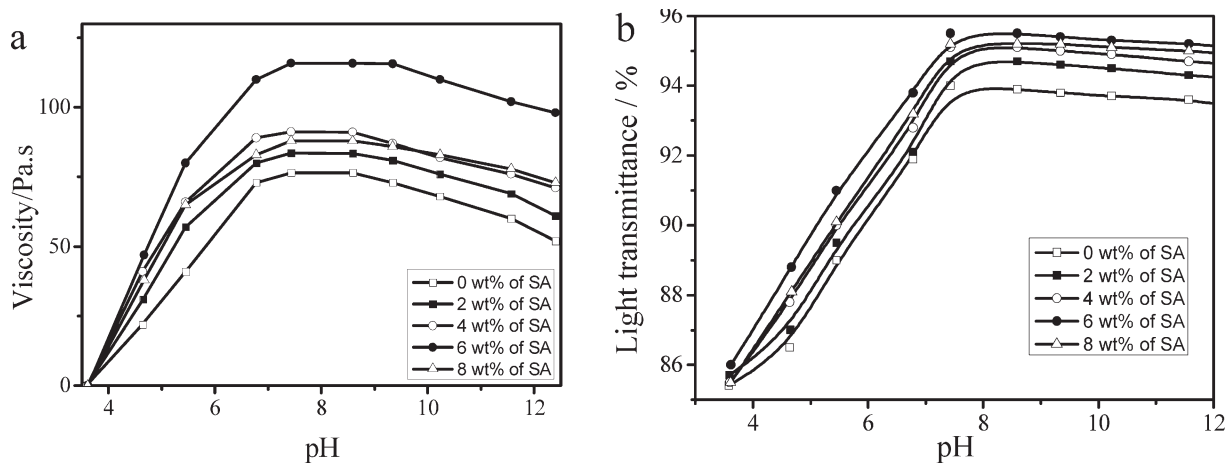 a
Viscosity/Pa.s
100
50
0
4 6 8 10 12
pH
0 wt% of SA
2 wt% of SA
4 wt% of SA
6 wt% of SA
8 wt% of SA
b
Light transmittance / %
96
94
92
90
88
86
4 6 8 10 12
pH
0 wt% of SA
2 wt% of SA
4 wt% of SA
6 wt% of SA
8 wt% of SA